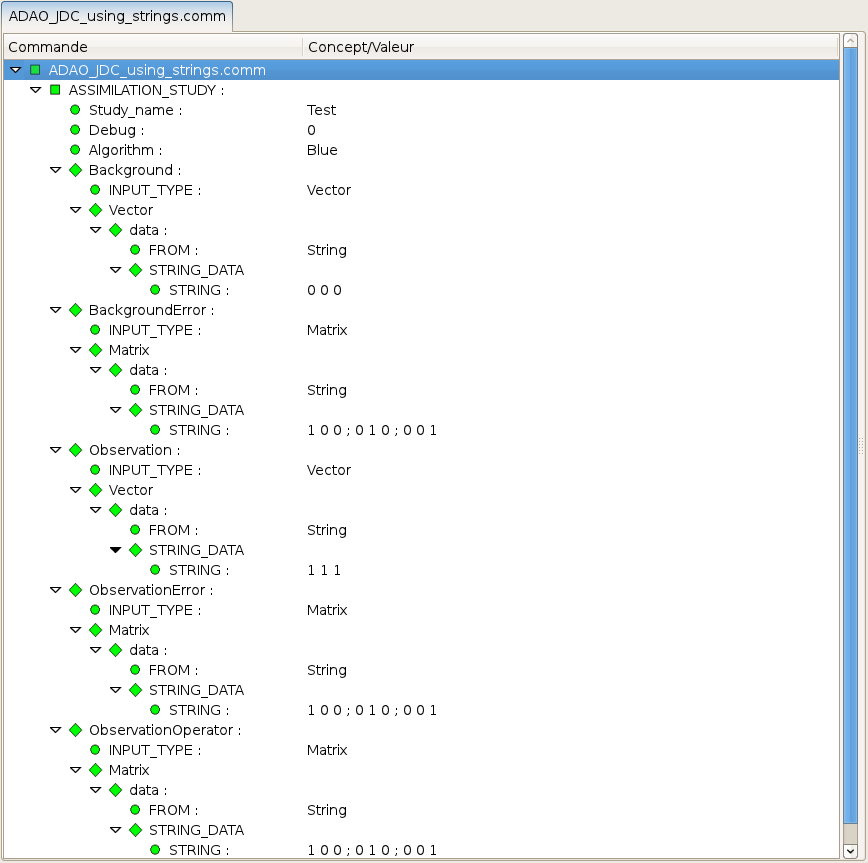 ADAO_JDC_using_strings.comm
Commande Concept/Valeur
ADAO_JDC_using_strings.comm
ASSIMILATION_STUDY :
Study_name : Test
Debug : 0
Algorithm : Blue
Background :
INPUT_TYPE : Vector
Vector
data :
FROM : String
STRING_DATA
STRING : 0 0 0
BackgroundError :
INPUT_TYPE : Matrix
Matrix
data :
FROM : String
STRING_DATA
STRING : 1 0 0 ; 0 1 0 ; 0 0 1
Observation :
INPUT_TYPE : Vector
Vector
data :
FROM : String
STRING_DATA
STRING : 1 1 1
ObservationError :
INPUT_TYPE : Matrix
Matrix
data :
FROM : String
STRING_DATA
STRING : 1 0 0 ; 0 1 0 ; 0 0 1
ObservationOperator :
INPUT_TYPE : Matrix
Matrix
data :
FROM : String
STRING_DATA
STRING : 1 0 0 ; 0 1 0 ; 0 0 1